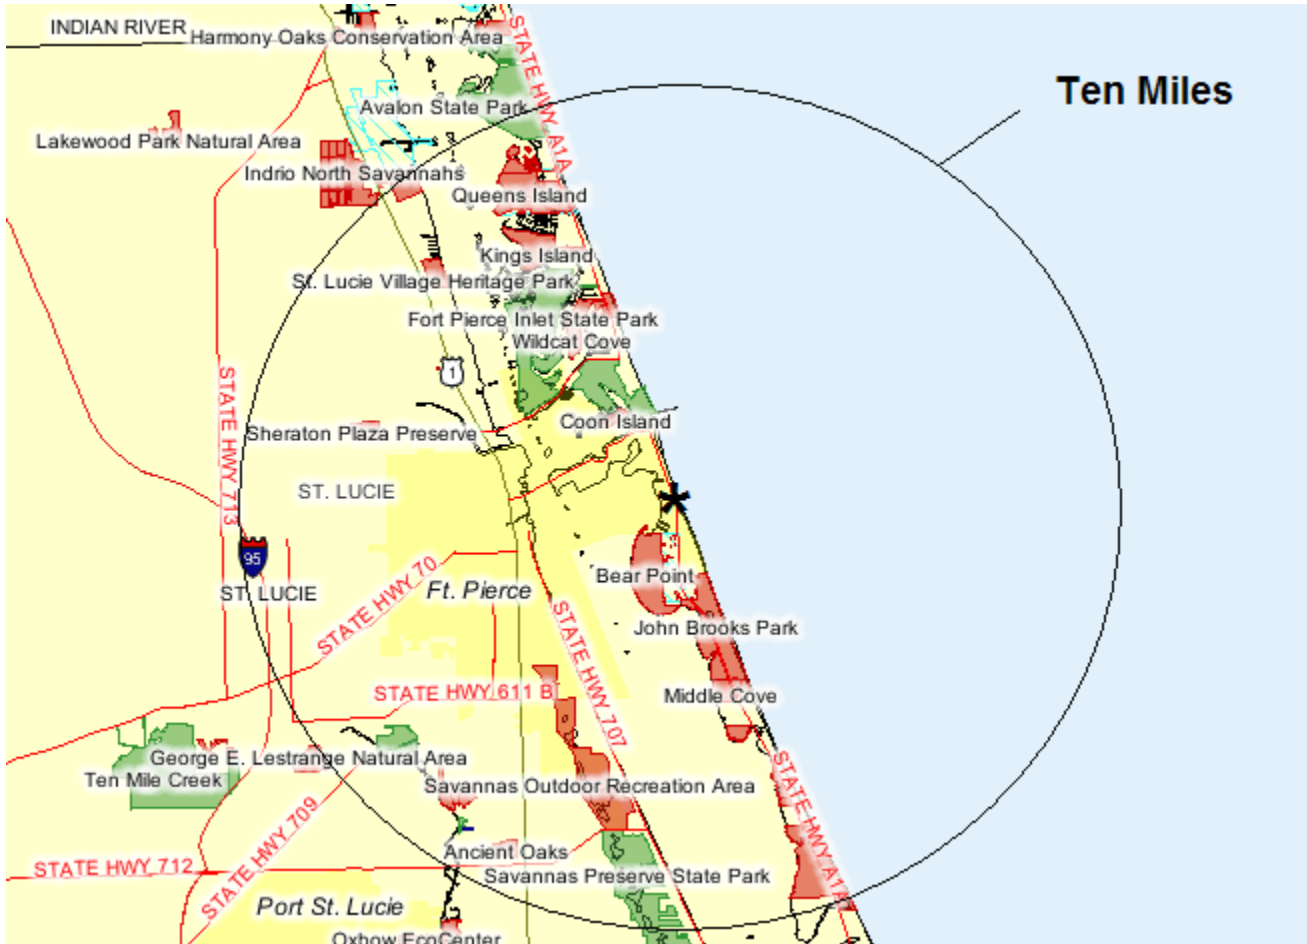 INDIAN RIVER
Harmony Oaks Conservation Area
STATE HWY A1A
Ten Miles
Avalon State Park
Lakewood Park Natural Area
Indrio North Savannahs
Queens Island
Kings Island
St. Lucie Village Heritage Park
Fort Pierce Inlet State Park
Wildcat Cove
1
STATE HWY 713
Coon Island
Sheraton Plaza Preserve
ST. LUCIE
*
95
ST. LUCIE
STATE HWY 70
Ft. Pierce
Bear Point
STATE HWY 707
John Brooks Park
STATE HWY 611 B
Middle Cove
George E. Lestrange Natural Area
Ten Mile Creek
Savannas Outdoor Recreation Area
STATE HWY A1A
STATE HWY 709
Ancient Oaks
STATE HWY 712
Savannas Preserve State Park
Port St. Lucie
Oxbow EcoCenter